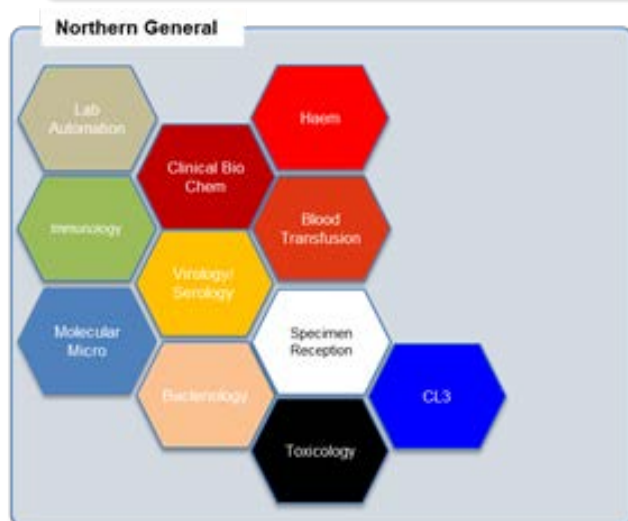 Northern General
Lab
Automation
Haem
Clinical Bio
Chem
Immunology
Blood
Transfusion
Virology/
Serology
Molecular
Micro
Specimen
Reception
Bacteriology
CL3
Toxicology